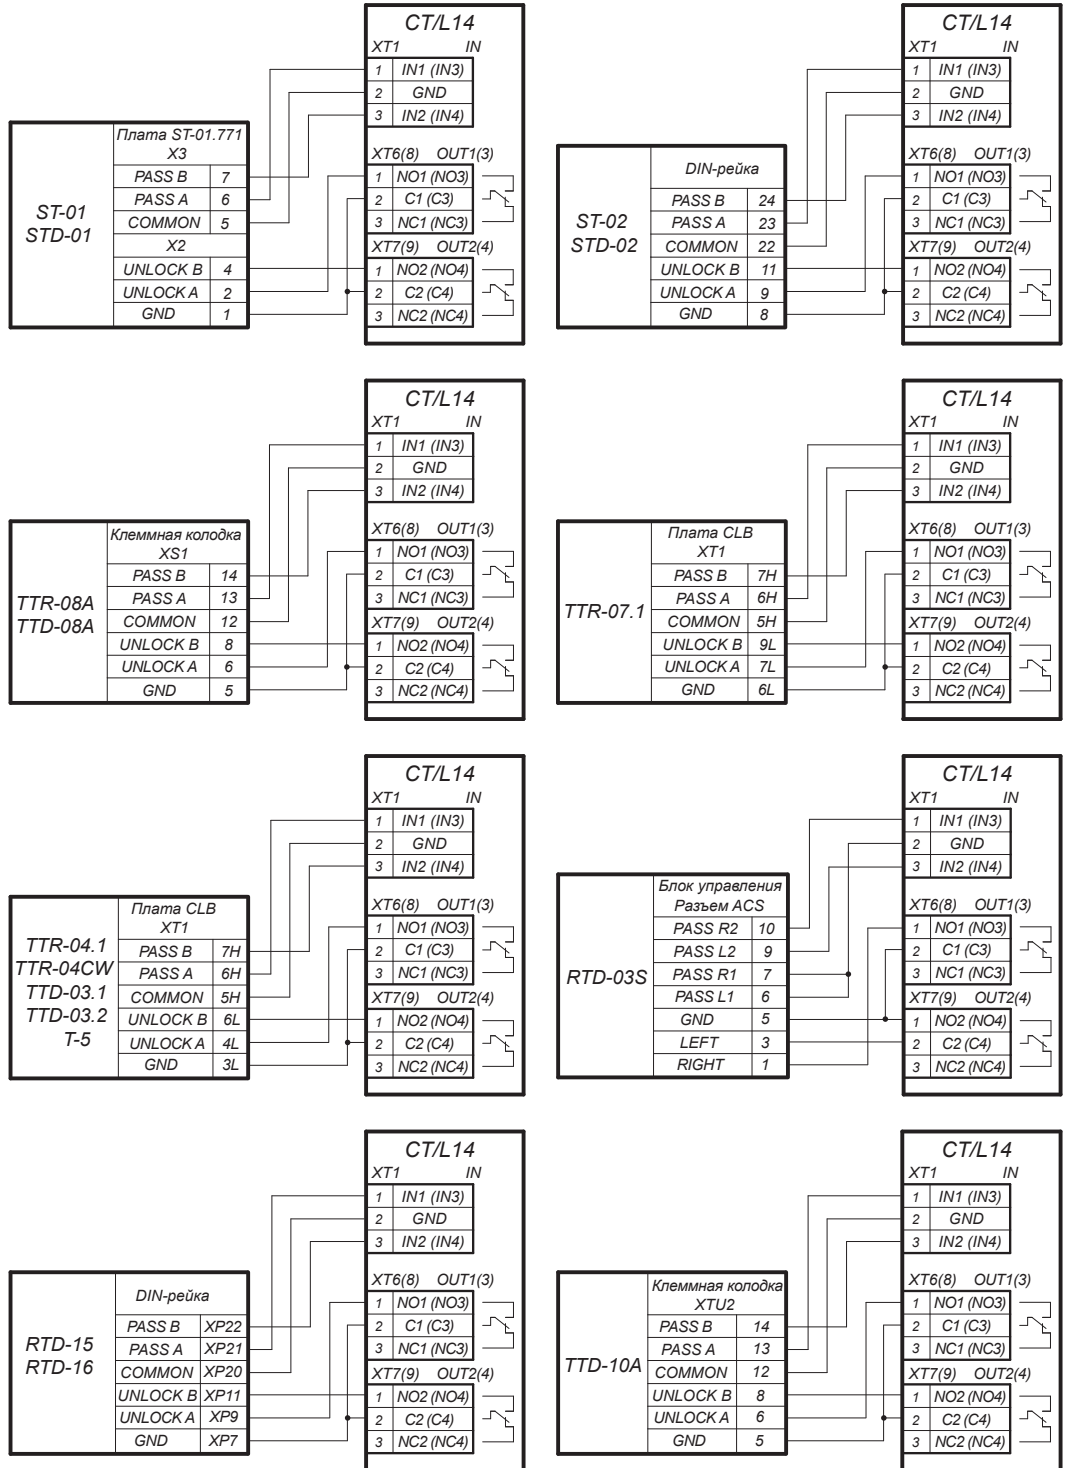 CT/L14
XT1 IN
1 IN1 (IN3)
2 GND
3 IN2 (IN4)
XT6(8) OUT1(3)
1 NO1 (NO3)
2 C1 (C3)
3 NC1 (NC3)
XT7(9) OUT2(4)
1 NO2 (NO4)
2 C2 (C4)
3 NC2 (NC4)
ST-01
STD-01
Плата ST-01.771
X3
PASS B 7
PASS A 6
COMMON 5
X2
UNLOCK B 4
UNLOCK A 2
GND 1
CT/L14
XT1 IN
1 IN1 (IN3)
2 GND
3 IN2 (IN4)
XT6(8) OUT1(3)
1 NO1 (NO3)
2 C1 (C3)
3 NC1 (NC3)
XT7(9) OUT2(4)
1 NO2 (NO4)
2 C2 (C4)
3 NC2 (NC4)
ST-02
STD-02
DIN-рейка
PASS B 24
PASS A 23
COMMON 22
UNLOCK B 11
UNLOCK A 9
GND 8
CT/L14
XT1 IN
1 IN1 (IN3)
2 GND
3 IN2 (IN4)
XT6(8) OUT1(3)
1 NO1 (NO3)
2 C1 (C3)
3 NC1 (NC3)
XT7(9) OUT2(4)
1 NO2 (NO4)
2 C2 (C4)
3 NC2 (NC4)
TTR-08A
TTD-08A
Клеммная колодка
XS1
PASS B 14
PASS A 13
COMMON 12
UNLOCK B 8
UNLOCK A 6
GND 5
CT/L14
XT1 IN
1 IN1 (IN3)
2 GND
3 IN2 (IN4)
XT6(8) OUT1(3)
1 NO1 (NO3)
2 C1 (C3)
3 NC1 (NC3)
XT7(9) OUT2(4)
1 NO2 (NO4)
2 C2 (C4)
3 NC2 (NC4)
TTR-07.1
Плата CLB
XT1
PASS B 7H
PASS A 6H
COMMON 5H
UNLOCK B 9L
UNLOCK A 7L
GND 6L
CT/L14
XT1 IN
1 IN1 (IN3)
2 GND
3 IN2 (IN4)
XT6(8) OUT1(3)
1 NO1 (NO3)
2 C1 (C3)
3 NC1 (NC3)
XT7(9) OUT2(4)
1 NO2 (NO4)
2 C2 (C4)
3 NC2 (NC4)
TTR-04.1
TTR-04CW
TTD-03.1
TTD-03.2
T-5
Плата CLB
XT1
PASS B 7H
PASS A 6H
COMMON 5H
UNLOCK B 6L
UNLOCK A 4L
GND 3L
CT/L14
XT1 IN
1 IN1 (IN3)
2 GND
3 IN2 (IN4)
XT6(8) OUT1(3)
1 NO1 (NO3)
2 C1 (C3)
3 NC1 (NC3)
XT7(9) OUT2(4)
1 NO2 (NO4)
2 C2 (C4)
3 NC2 (NC4)
RTD-03S
Блок управления
Разъем ACS
PASS R2 10
PASS L2 9
PASS R1 7
PASS L1 6
GND 5
LEFT 3
RIGHT 1
CT/L14
XT1 IN
1 IN1 (IN3)
2 GND
3 IN2 (IN4)
XT6(8) OUT1(3)
1 NO1 (NO3)
2 C1 (C3)
3 NC1 (NC3)
XT7(9) OUT2(4)
1 NO2 (NO4)
2 C2 (C4)
3 NC2 (NC4)
RTD-15
RTD-16
DIN-рейка
PASS B XP22
PASS A XP21
COMMON XP20
UNLOCK B XP11
UNLOCK A XP9
GND XP7
CT/L14
XT1 IN
1 IN1 (IN3)
2 GND
3 IN2 (IN4)
XT6(8) OUT1(3)
1 NO1 (NO3)
2 C1 (C3)
3 NC1 (NC3)
XT7(9) OUT2(4)
1 NO2 (NO4)
2 C2 (C4)
3 NC2 (NC4)
TTD-10A
Клеммная колодка
XTU2
PASS B 14
PASS A 13
COMMON 12
UNLOCK B 8
UNLOCK A 6
GND 5